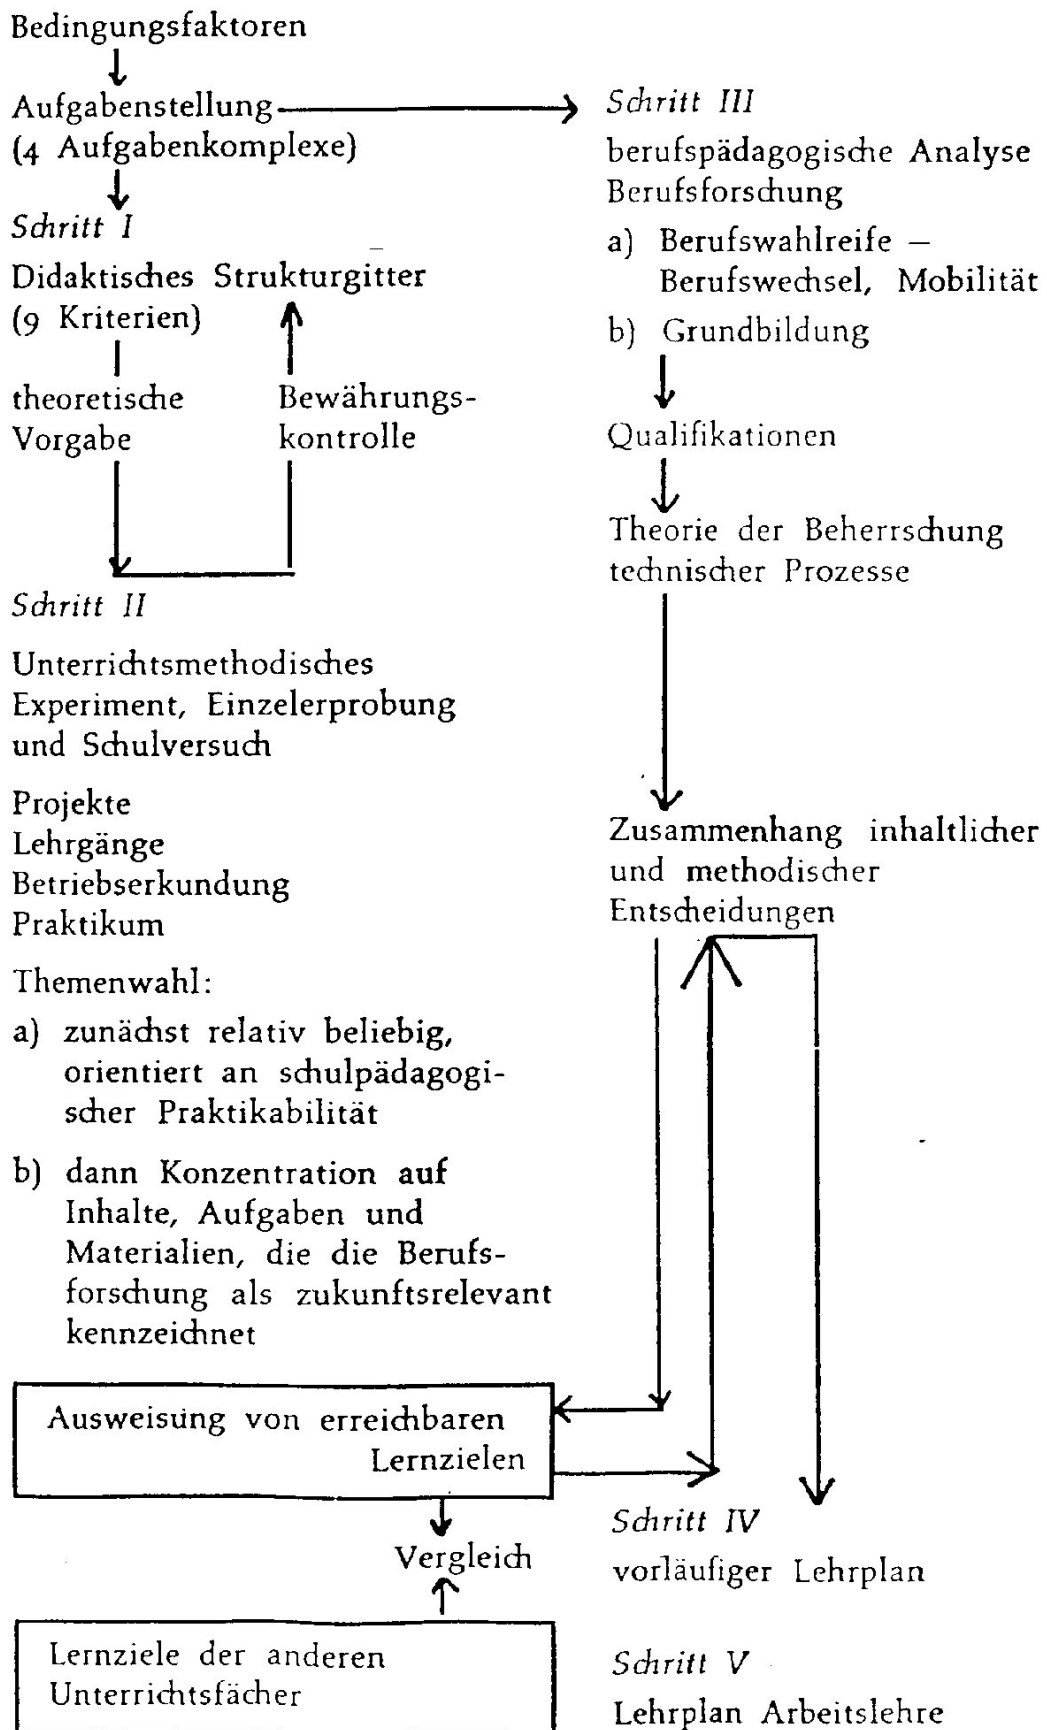 Bedingungsfaktoren
Aufgabenstellung
(4 Aufgabenkomplexe)
Schritt I
Didaktisches Strukturgitter
(9 Kriterien)
theoretische
Vorgabe
Bewährungs-
kontrolle
Schritt II
Unterrichtsmethodisches
Experiment, Einzelerprobung
und Schulversuch
Projekte
Lehrgänge
Betriebserkundung
Praktikum
Themenwahl:
a) zunächst relativ beliebig,
orientiert an schulpädagogi-
scher Praktikabilität
b) dann Konzentration auf
Inhalte, Aufgaben und
Materialien, die die Berufs-
forschung als zukunftsrelevant
kennzeichnet
Ausweisung von erreichbaren
Lernzielen
Vergleich
Lernziele der anderen
Unterrichtsfächer
Schritt III
berufspädagogische Analyse
Berufsforschung
a) Berufswahlreife –
Berufswechsel, Mobilität
b) Grundbildung
Qualifikationen
Theorie der Beherrschung
technischer Prozesse
Zusammenhang inhaltlicher
und methodischer
Entscheidungen
Schritt IV
vorläufiger Lehrplan
Schritt V
Lehrplan Arbeitslehre